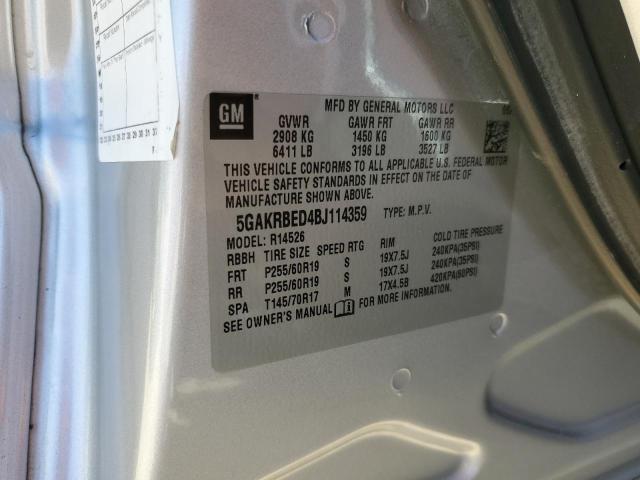 GM
MFD BY GENERAL MOTORS LLC
GVWR GAWR FRT GAWR RR
2908 KG 1450 KG 1600 KG
6411 LB 3196 LB 3527 LB
THIS VEHICLE CONFORMS TO ALL APPLICABLE U.S. FEDERAL MOTOR
VEHICLE SAFETY STANDARDS IN EFFECT ON THE DATE OF
MANUFACTURE SHOWN ABOVE.
5GAKRBED4BJ114359 TYPE: M.P.V.
MODEL: R14526
RBBH TIRE SIZE SPEED RTG RIM COLD TIRE PRESSURE
FRT P255/60R19 S 19X7.5J 240KPA(35PSI)
RR P255/60R19 S 19X7.5J 240KPA(35PSI)
SPA T145/70R17 M 17X4.5B 420KPA(60PSI)
SEE OWNER'S MANUAL FOR MORE INFORMATION.